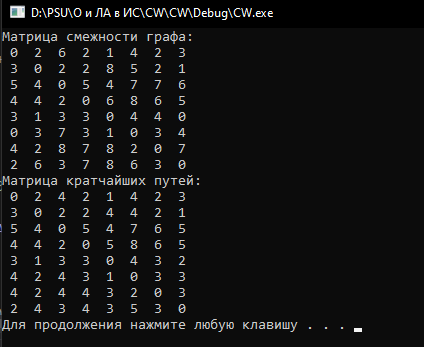 D:\PSU\О и ЛА в ИС\CW\CW\Debug\CW.exe
Матрица смежности графа:
0 2 6 2 1 4 2 3
3 0 2 2 8 5 2 1
5 4 0 5 4 7 7 6
4 4 2 0 6 8 6 5
3 1 3 3 0 4 4 0
0 3 7 3 1 0 3 4
4 2 8 7 8 2 0 7
2 6 3 7 8 6 3 0
Матрица кратчайших путей:
0 2 4 2 1 4 2 3
3 0 2 2 4 4 2 1
5 4 0 5 4 7 6 5
4 4 2 0 5 8 6 5
3 1 3 3 0 4 3 2
4 2 4 3 1 0 3 3
4 2 4 4 3 2 0 3
2 4 3 4 3 5 3 0
Для продолжения нажмите любую клавишу . . .